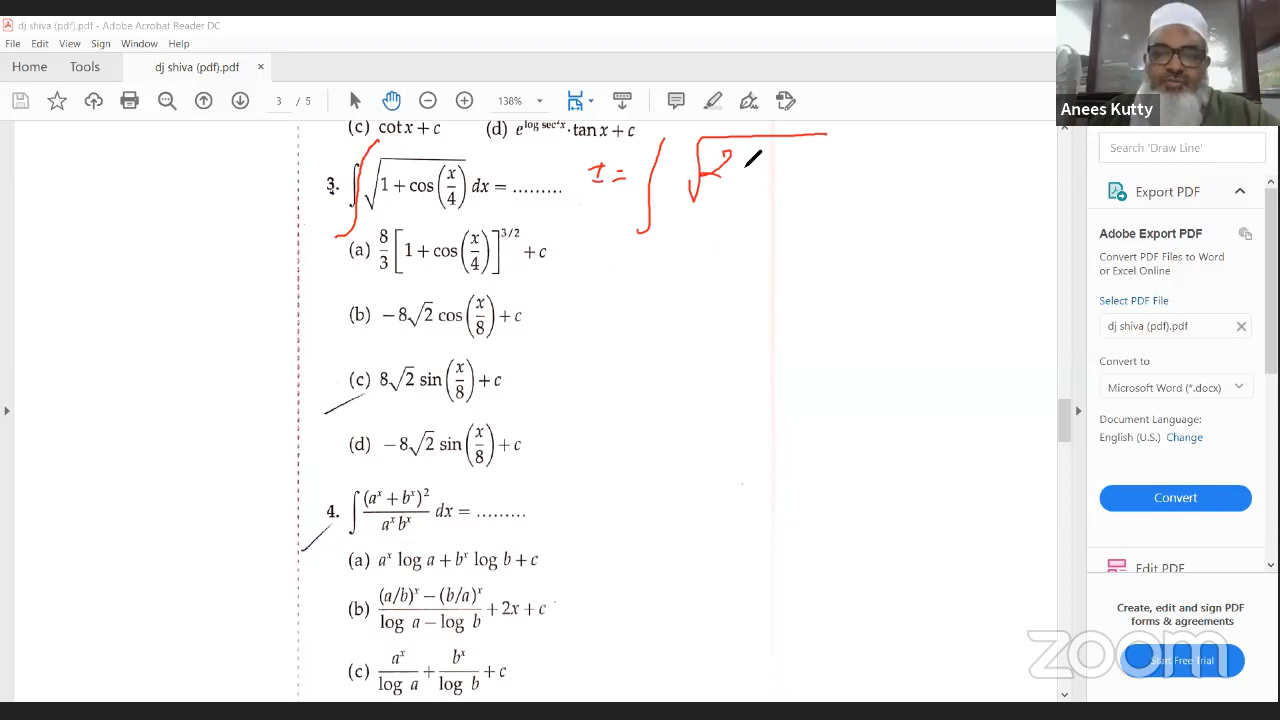 dj shiva (pdf).pdf - Adobe Acrobat Reader DC
File Edit View Sign Window Help
Home Tools dj shiva (pdf).pdf ×
3 / 5 138%
(c) cot x + c (d) e^{log sec² x} · tan x + c
3. ∫ √(1 + cos(x/4)) dx = .........
(a) 8/3 [1 + cos(x/4)]^{3/2} + c
(b) −8√2 cos(x/8) + c
(c) 8√2 sin(x/8) + c
(d) −8√2 sin(x/8) + c
4. ∫ (a^x + b^x)^2 / (a^x b^x) dx = .........
(a) a^x log a + b^x log b + c
(b) ((a/b)^x − (b/a)^x) / (log a − log b) + 2x + c
(c) a^x / log a + b^x / log b + c
I = ∫ √2
Anees Kutty
Search 'Draw Line'
Export PDF
Adobe Export PDF
Convert PDF Files to Word
or Excel Online
Select PDF File
dj shiva (pdf).pdf
Convert to
Microsoft Word (*.docx)
Document Language:
English (U.S.) Change
Convert
Edit PDF
Create, edit and sign PDF
forms & agreements
Start Free Trial
zoom